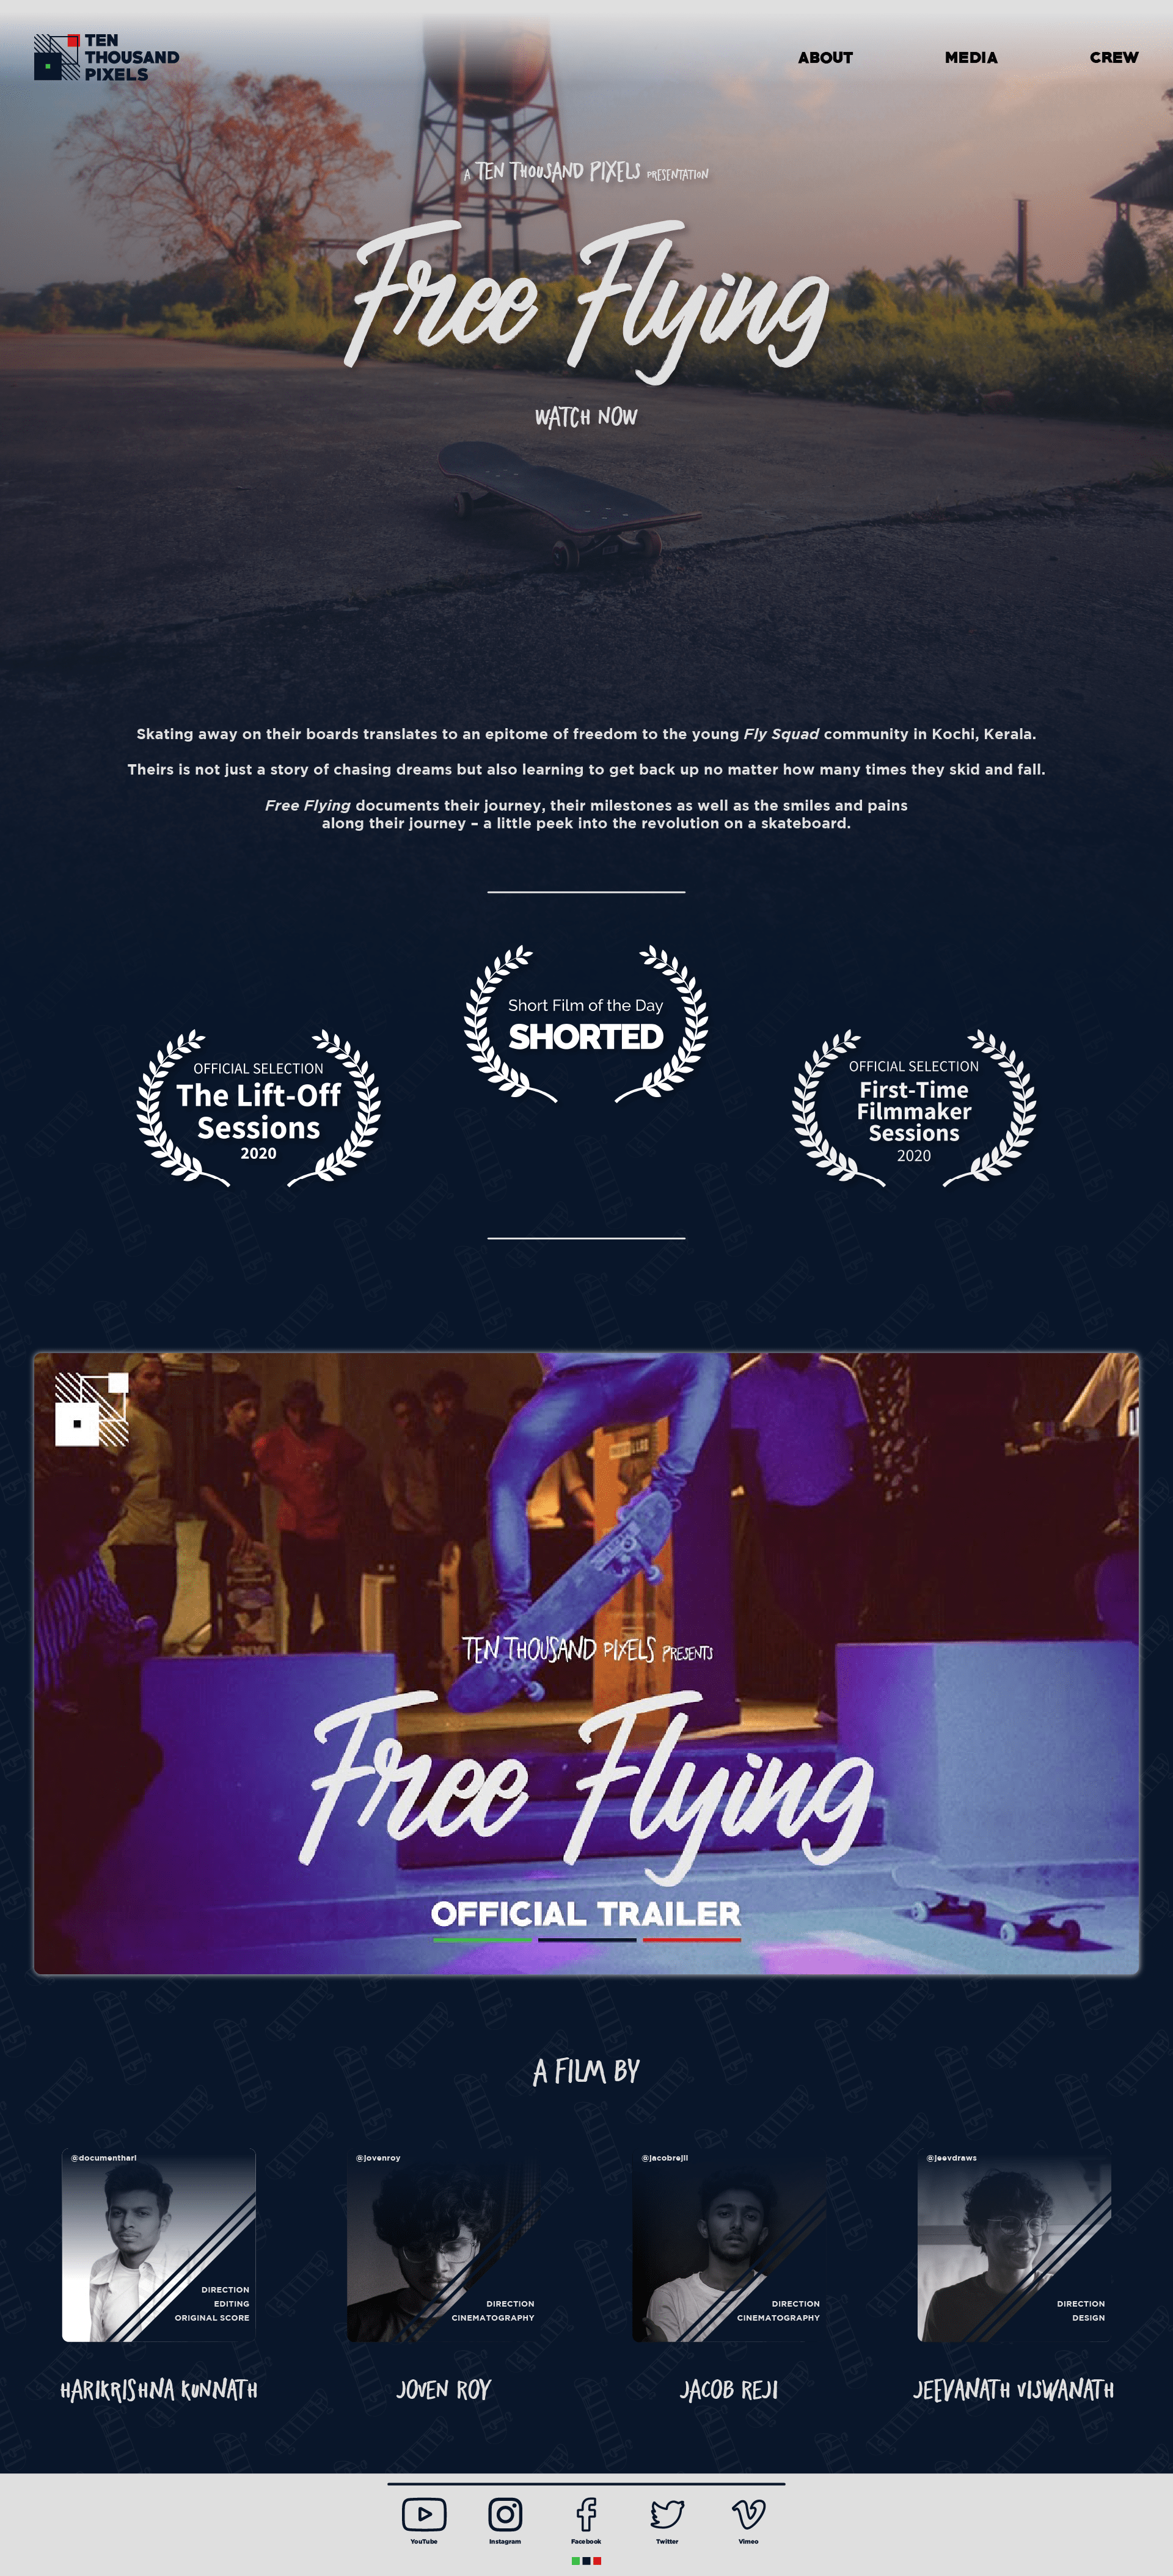 TEN
THOUSAND
PIXELS
ABOUT MEDIA CREW
A TEN THOUSAND PIXELS PRESENTATION
Free Flying
WATCH NOW
Skating away on their boards translates to an epitome of freedom to the young Fly Squad community in Kochi, Kerala.
Theirs is not just a story of chasing dreams but also learning to get back up no matter how many times they skid and fall.
Free Flying documents their journey, their milestones as well as the smiles and pains
along their journey – a little peek into the revolution on a skateboard.
Short Film of the Day
SHORTED
OFFICIAL SELECTION
The Lift-Off
Sessions
2020
OFFICIAL SELECTION
First-Time
Filmmaker
Sessions
2020
TEN THOUSAND PIXELS PRESENTS
Free Flying
OFFICIAL TRAILER
A FILM BY
@documenthari
DIRECTION
EDITING
ORIGINAL SCORE
HARIKRISHNA KUNNATH
@jovenroy
DIRECTION
CINEMATOGRAPHY
JOVEN ROY
@jacobrejii
DIRECTION
CINEMATOGRAPHY
JACOB REJI
@jeevdraws
DIRECTION
DESIGN
JEEVANATH VISWANATH
YouTube Instagram Facebook Twitter Vimeo